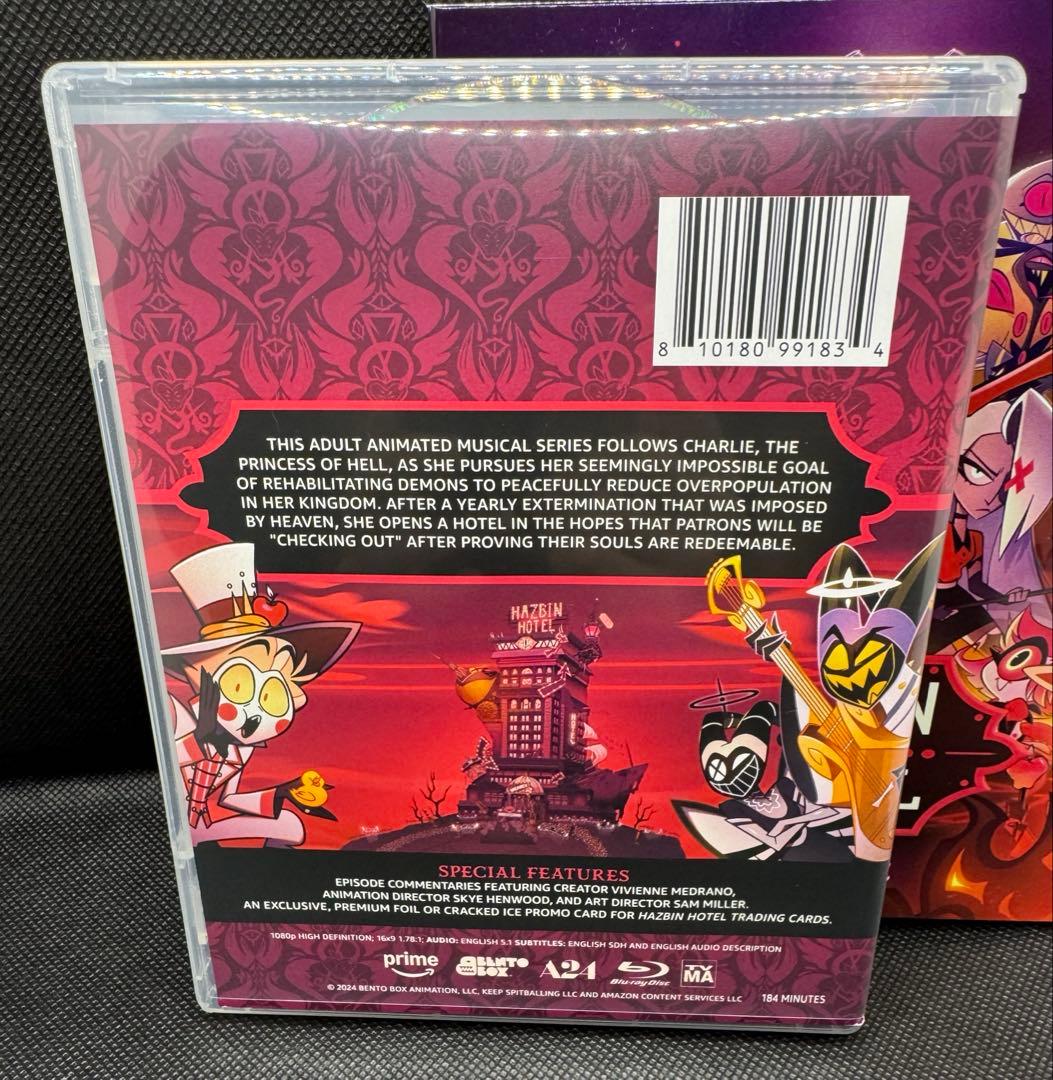 8 10180 99183 4
THIS ADULT ANIMATED MUSICAL SERIES FOLLOWS CHARLIE, THE
PRINCESS OF HELL, AS SHE PURSUES HER SEEMINGLY IMPOSSIBLE GOAL
OF REHABILITATING DEMONS TO PEACEFULLY REDUCE OVERPOPULATION
IN HER KINGDOM. AFTER A YEARLY EXTERMINATION THAT WAS IMPOSED
BY HEAVEN, SHE OPENS A HOTEL IN THE HOPES THAT PATRONS WILL BE
"CHECKING OUT" AFTER PROVING THEIR SOULS ARE REDEEMABLE.
HAZBIN
HOTEL
SPECIAL FEATURES
EPISODE COMMENTARIES FEATURING CREATOR VIVIENNE MEDRANO,
ANIMATION DIRECTOR SKYE HENWOOD, AND ART DIRECTOR SAM MILLER.
AN EXCLUSIVE, PREMIUM FOIL OR CRACKED ICE PROMO CARD FOR HAZBIN HOTEL TRADING CARDS.
1080p HIGH DEFINITION; 16x9 1.78:1; AUDIO: ENGLISH 5.1 SUBTITLES: ENGLISH SDH AND ENGLISH AUDIO DESCRIPTION
prime BENTO BOX A24 Blu-ray Disc TV MA
© 2024 BENTO BOX ANIMATION, LLC, KEEP SPITBALLING LLC AND AMAZON CONTENT SERVICES LLC 184 MINUTES